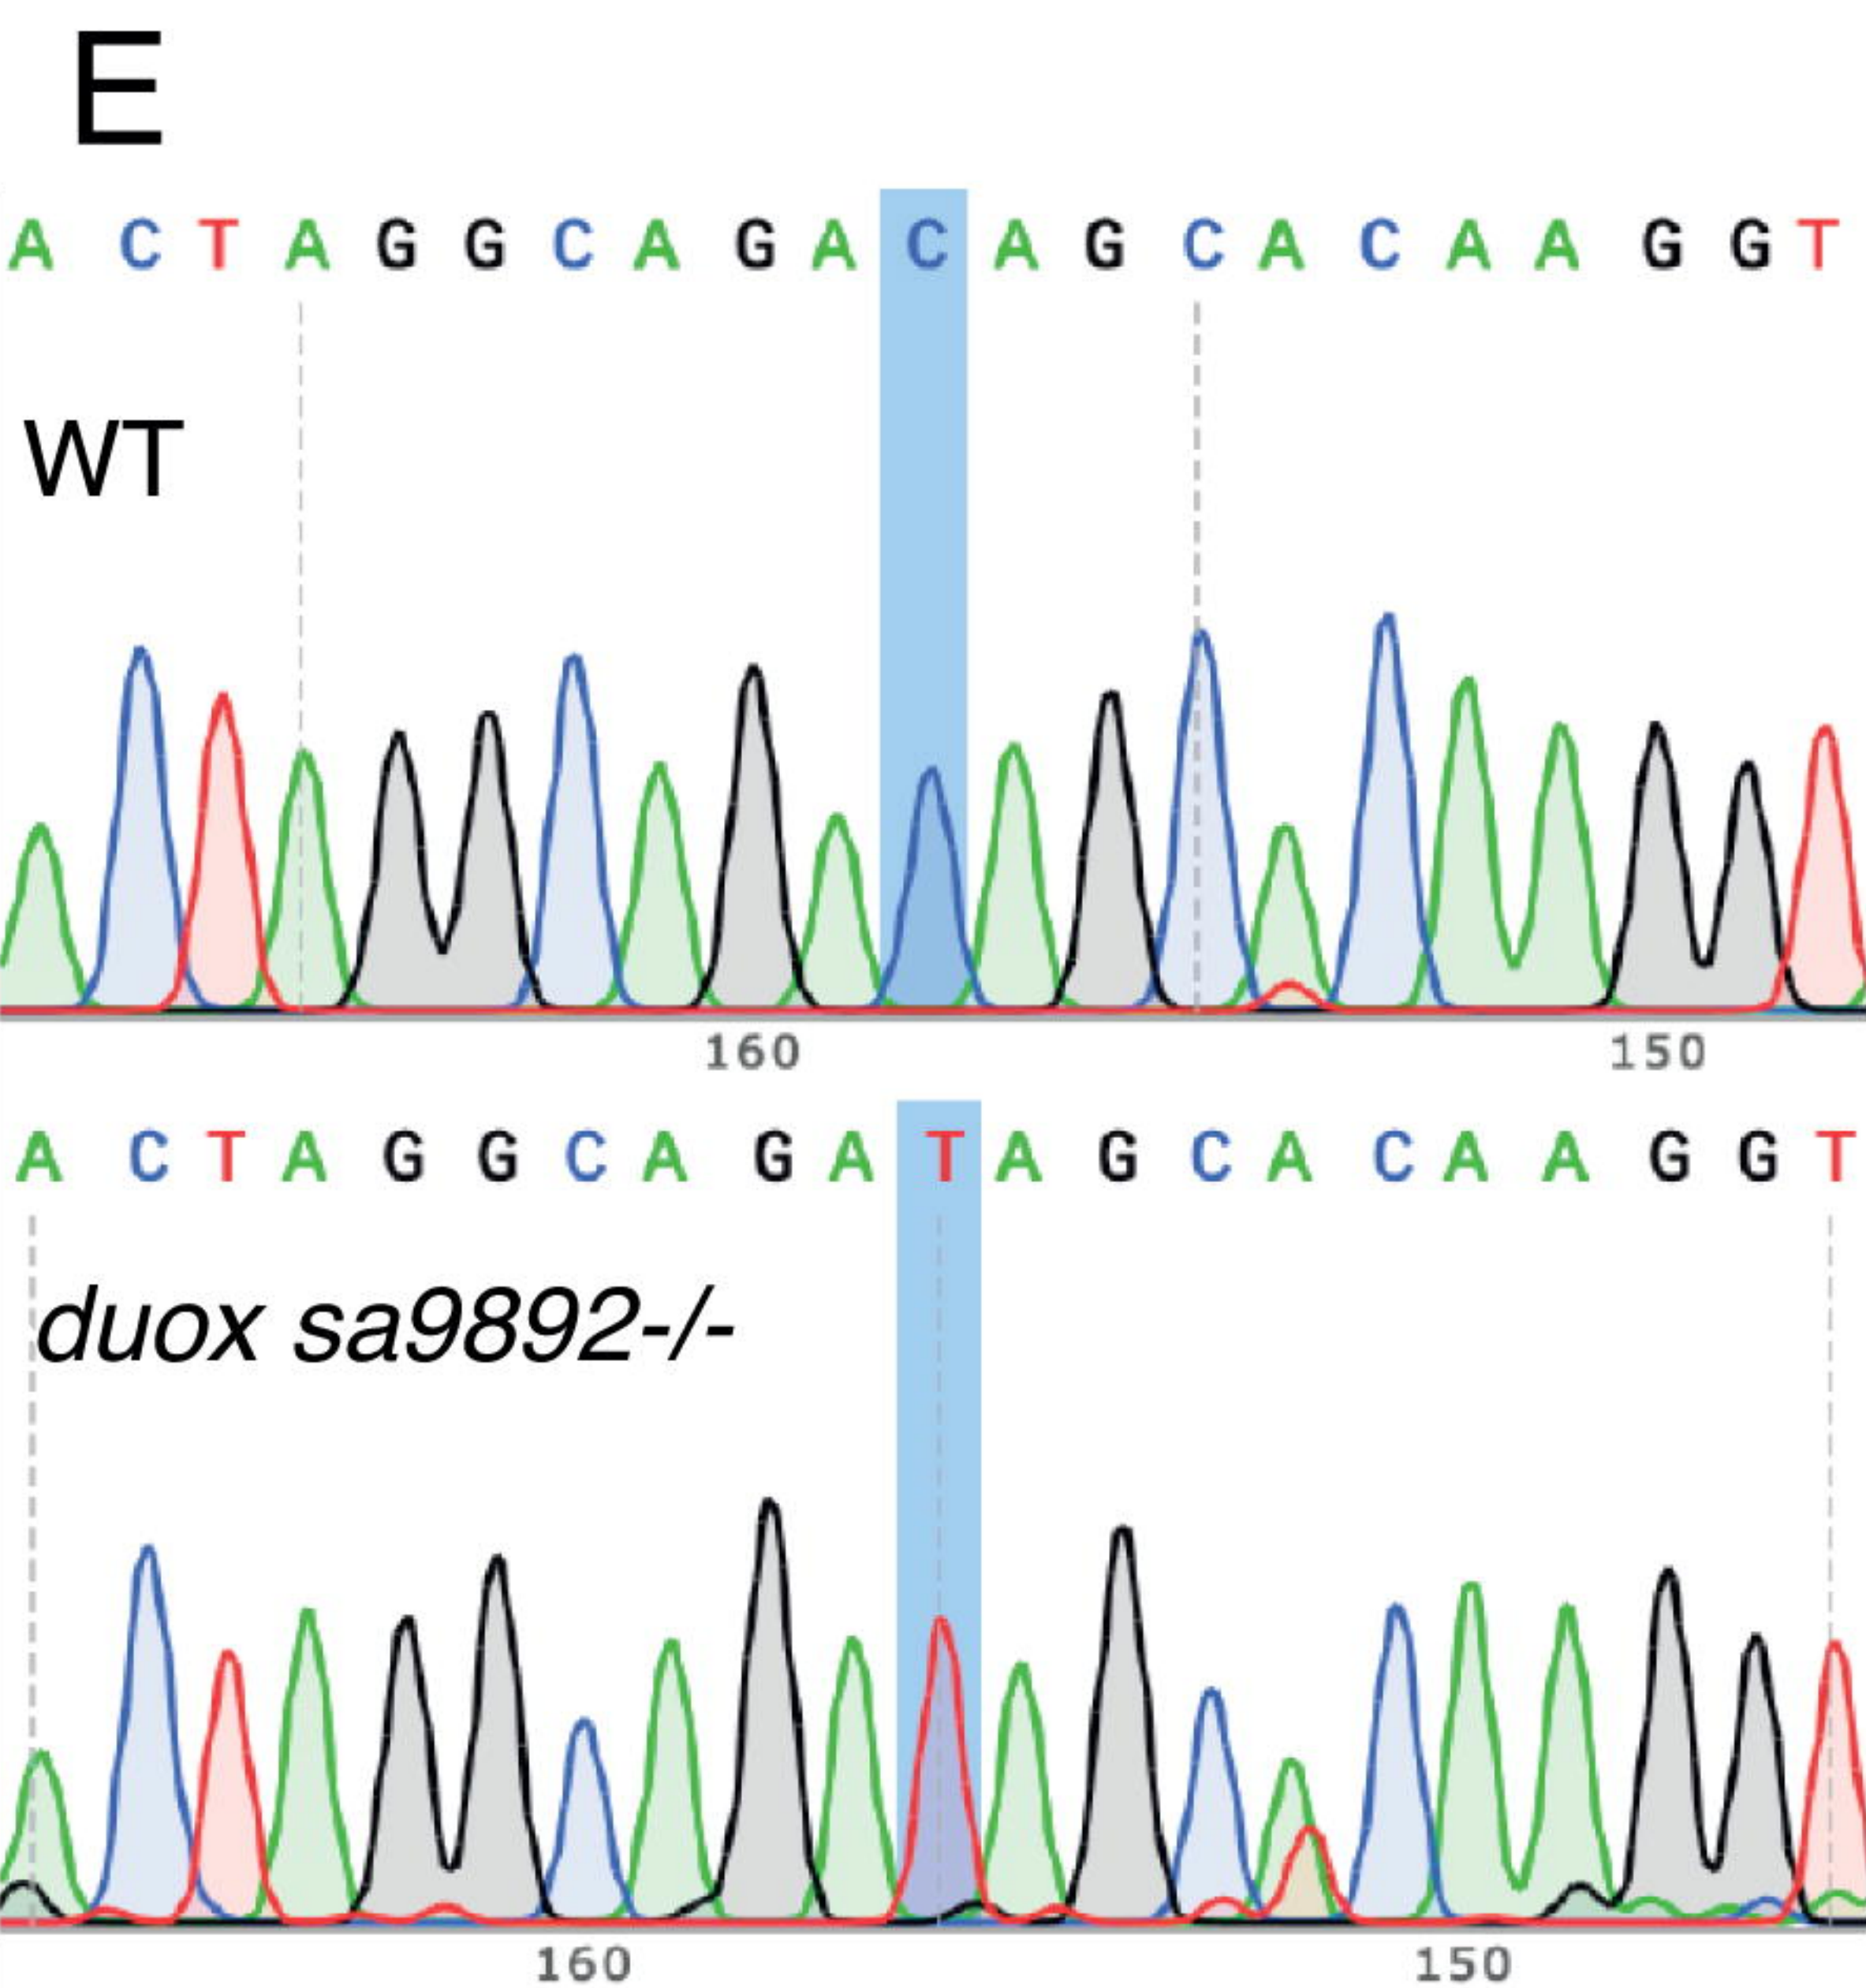 E
A C T A G G C A G A C A G C A C A A G G T
WT
160 150
A C T A G G C A G A T A G C A C A A G G T
duox sa9892-/-
160 150